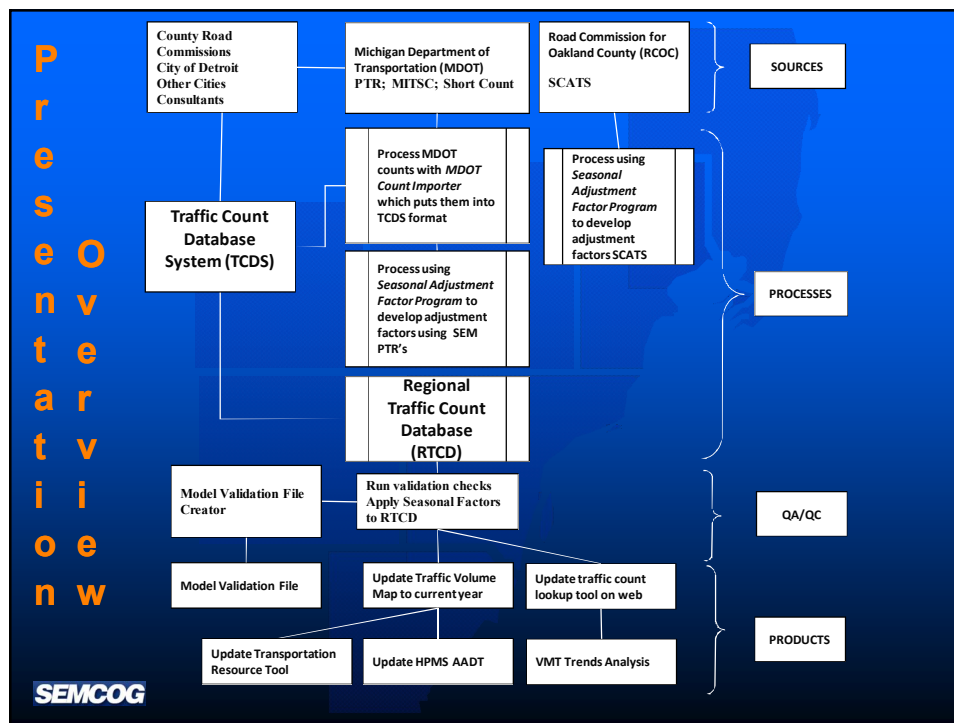 Presentation
Overview
County Road
Commissions
City of Detroit
Other Cities
Consultants
Michigan Department of
Transportation (MDOT)
PTR; MITSC; Short Count
Road Commission for
Oakland County (RCOC)
SCATS
SOURCES
Process MDOT
counts with MDOT
Count Importer
which puts them into
TCDS format
Process using
Seasonal
Adjustment
Factor Program
to develop
adjustment
factors SCATS
Traffic Count
Database
System (TCDS)
Process using
Seasonal Adjustment
Factor Program to
develop adjustment
factors using SEM
PTR's
PROCESSES
Regional
Traffic Count
Database
(RTCD)
Model Validation File
Creator
Run validation checks
Apply Seasonal Factors
to RTCD
QA/QC
Model Validation File
Update Traffic Volume
Map to current year
Update traffic count
lookup tool on web
Update Transportation
Resource Tool
Update HPMS AADT
VMT Trends Analysis
PRODUCTS
SEMCOG